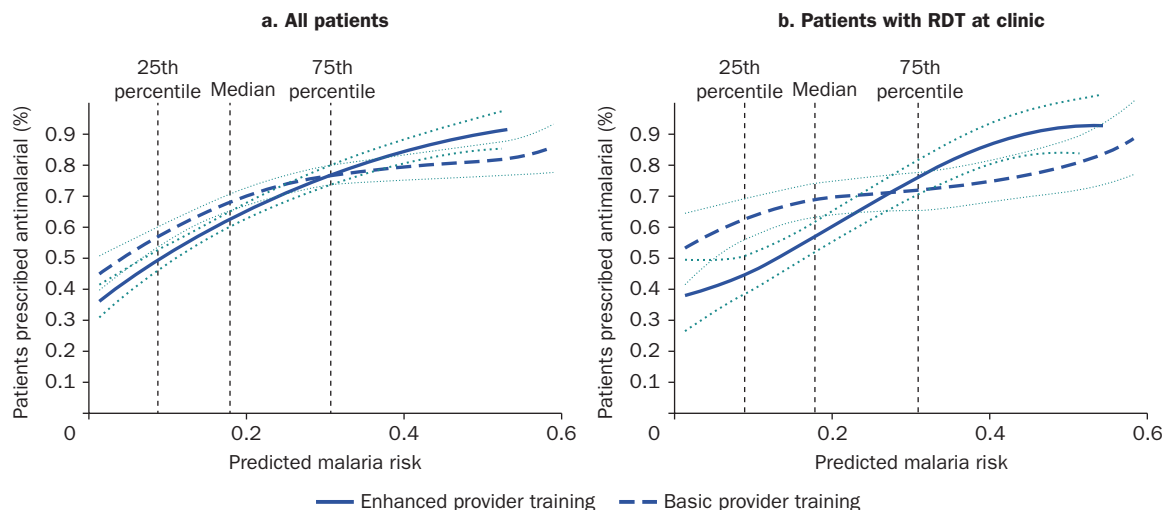 a. All patients
25th
percentile
Median
75th
percentile
Patients prescribed antimalarial (%)
0.9
0.8
0.7
0.6
0.5
0.4
0.3
0.2
0.1
0
0.2
0.4
0.6
Predicted malaria risk
b. Patients with RDT at clinic
25th
percentile
Median
75th
percentile
Patients prescribed antimalarial (%)
0.9
0.8
0.7
0.6
0.5
0.4
0.3
0.2
0.1
0
0.2
0.4
0.6
Predicted malaria risk
Enhanced provider training
Basic provider training